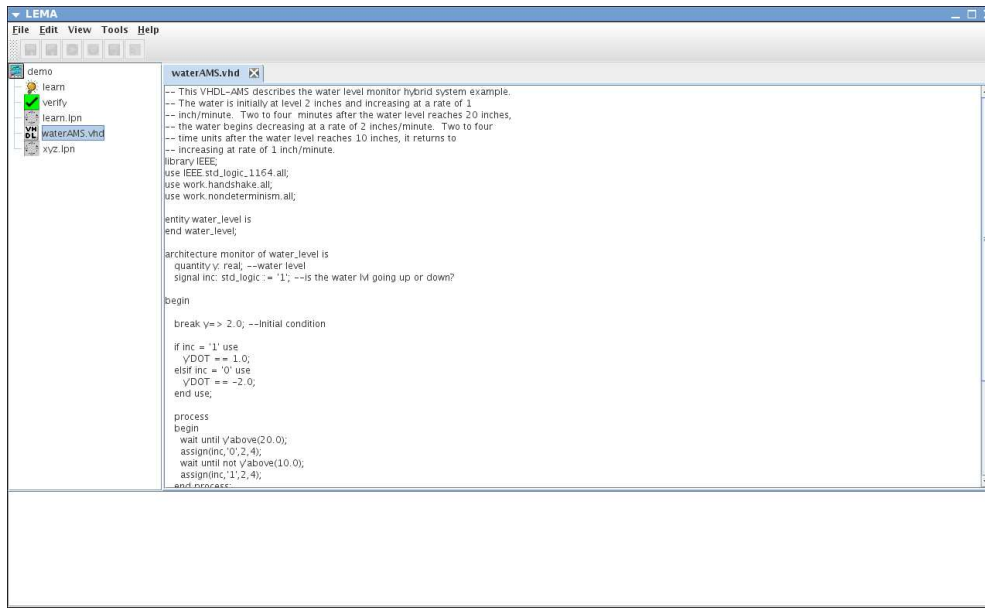 LEMA
File Edit View Tools Help
demo
learn
verify
learn.lpn
waterAMS.vhd
xyz.lpn
waterAMS.vhd
-- This VHDL-AMS describes the water level monitor hybrid system example.
-- The water is initially at level 2 inches and increasing at a rate of 1
-- inch/minute. Two to four minutes after the water level reaches 20 inches,
-- the water begins decreasing at a rate of 2 inches/minute. Two to four
-- time units after the water level reaches 10 inches, it returns to
-- increasing at rate of 1 inch/minute.
library IEEE;
use IEEE.std_logic_1164.all;
use work.handshake.all;
use work.nondeterminism.all;
entity water_level is
end water_level;
architecture monitor of water_level is
quantity y: real; --water level
signal inc: std_logic := '1'; --is the water lvl going up or down?
begin
break y=> 2.0; --Initial condition
if inc = '1' use
y'DOT == 1.0;
elsif inc = '0' use
y'DOT == -2.0;
end use;
process
begin
wait until y'above(20.0);
assign(inc,'0',2,4);
wait until not y'above(10.0);
assign(inc,'1',2,4);
end process;